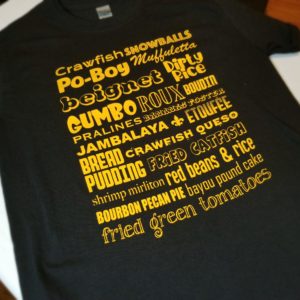 Crawfish SNOWBALLS
Po-Boy Muffuletta
beignet Dirty Rice
GUMBO ROUX BOUDIN
PRALINES BANANAS FOSTER
JAMBALAYA ETOUFEE
BREAD PUDDING CRAWFISH QUESO
FRIED CATFISH
shrimp mirliton red beans & rice
BOURBON PECAN PIE bayou pound cake
fried green tomatoes